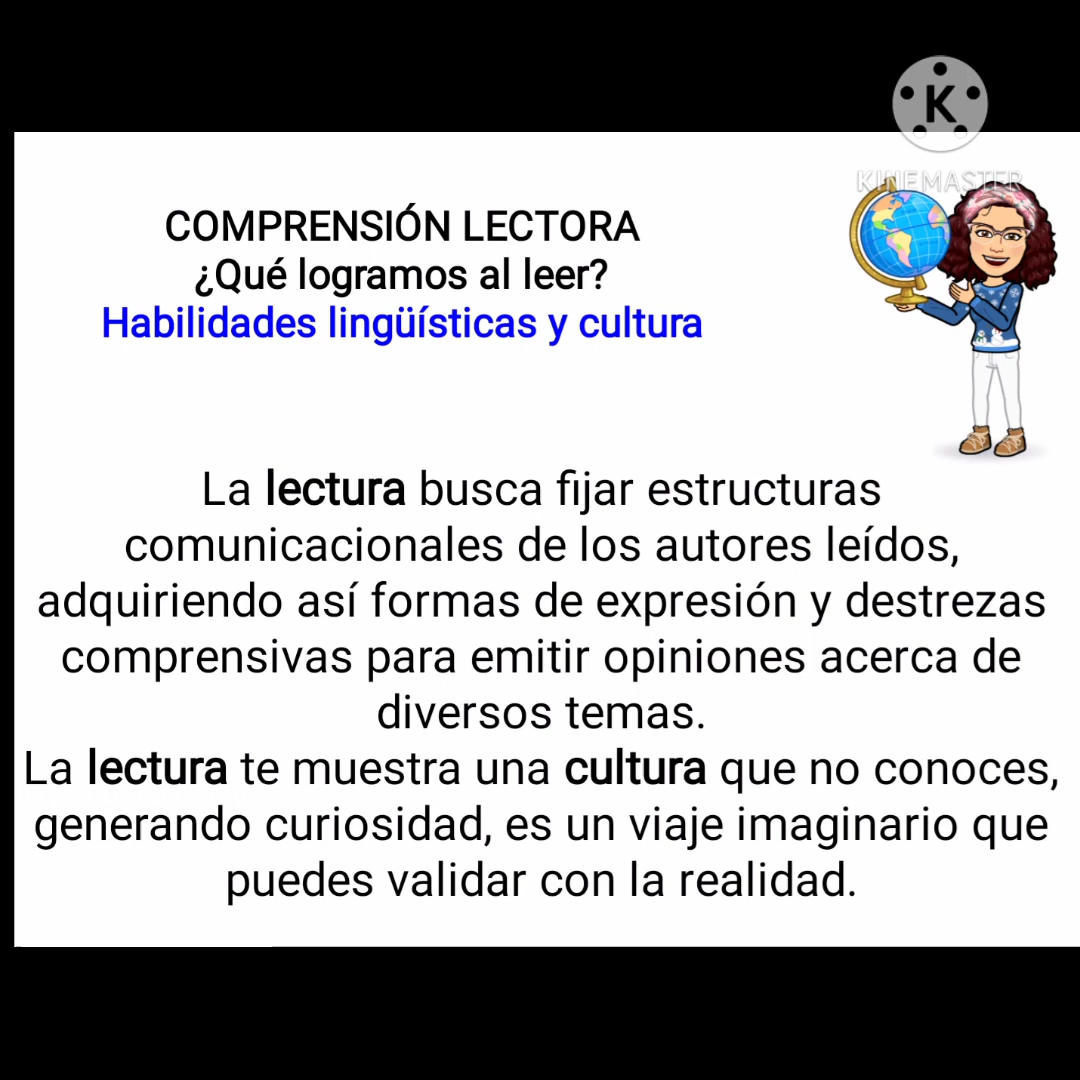 K
KINEMASTER
COMPRENSIÓN LECTORA
¿Qué logramos al leer?
Habilidades lingüísticas y cultura
La lectura busca fijar estructuras
comunicacionales de los autores leídos,
adquiriendo así formas de expresión y destrezas
comprensivas para emitir opiniones acerca de
diversos temas.
La lectura te muestra una cultura que no conoces,
generando curiosidad, es un viaje imaginario que
puedes validar con la realidad.